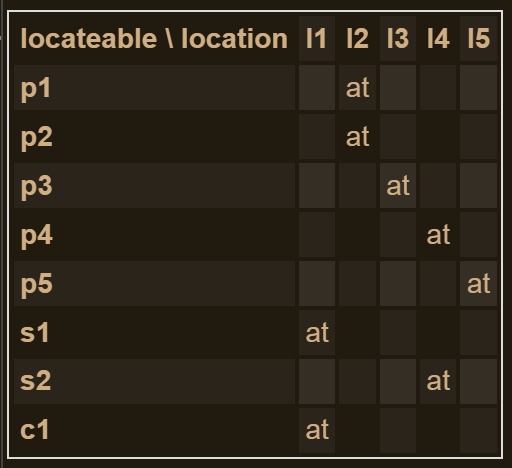 locateable \ location l1 l2 l3 l4 l5
p1 at
p2 at
p3 at
p4 at
p5 at
s1 at
s2 at
c1 at